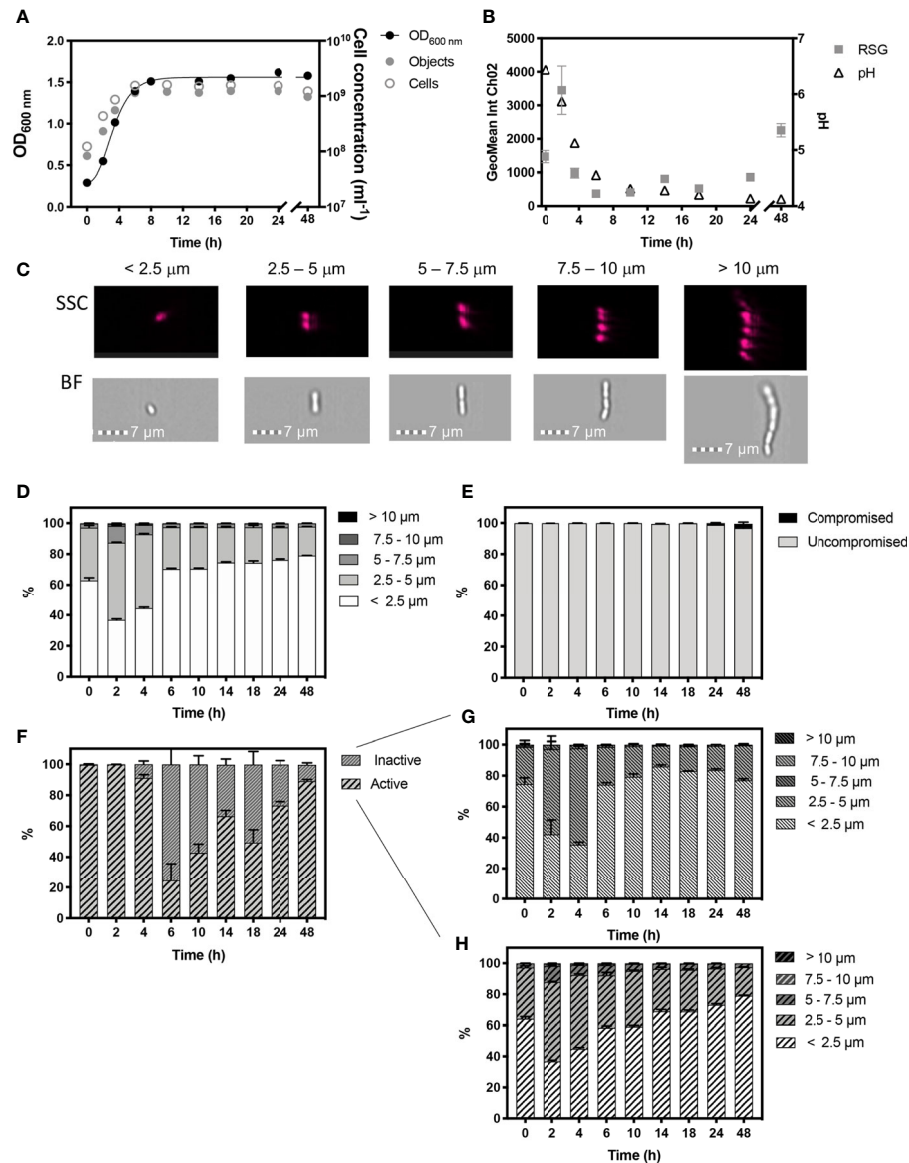 A
OD600 nm
Objects
Cells
2.0
1.5
1.0
0.5
0.0
OD600 nm
10^10
10^9
10^8
10^7
Cell concentration (ml^-1)
0 4 8 12 16 20 24 48
Time (h)
B
RSG
pH
5000
4000
3000
2000
1000
0
GeoMean Int Ch02
7
6
5
4
pH
0 4 8 12 16 20 24 48
Time (h)
C
< 2.5 µm 2.5 – 5 µm 5 – 7.5 µm 7.5 – 10 µm > 10 µm
SSC
BF
7 µm 7 µm 7 µm 7 µm 7 µm
D
100
80
60
40
20
0
%
0 2 4 6 10 14 18 24 48
Time (h)
> 10 µm
7.5 - 10 µm
5 - 7.5 µm
2.5 - 5 µm
< 2.5 µm
E
100
80
60
40
20
0
%
0 2 4 6 10 14 18 24 48
Time (h)
Compromised
Uncompromised
F
100
80
60
40
20
0
%
0 2 4 6 10 14 18 24 48
Time (h)
Inactive
Active
G
100
80
60
40
20
0
%
0 2 4 6 10 14 18 24 48
Time (h)
> 10 µm
7.5 - 10 µm
5 - 7.5 µm
2.5 - 5 µm
< 2.5 µm
H
100
80
60
40
20
0
%
0 2 4 6 10 14 18 24 48
Time (h)
> 10 µm
7.5 - 10 µm
5 - 7.5 µm
2.5 - 5 µm
< 2.5 µm